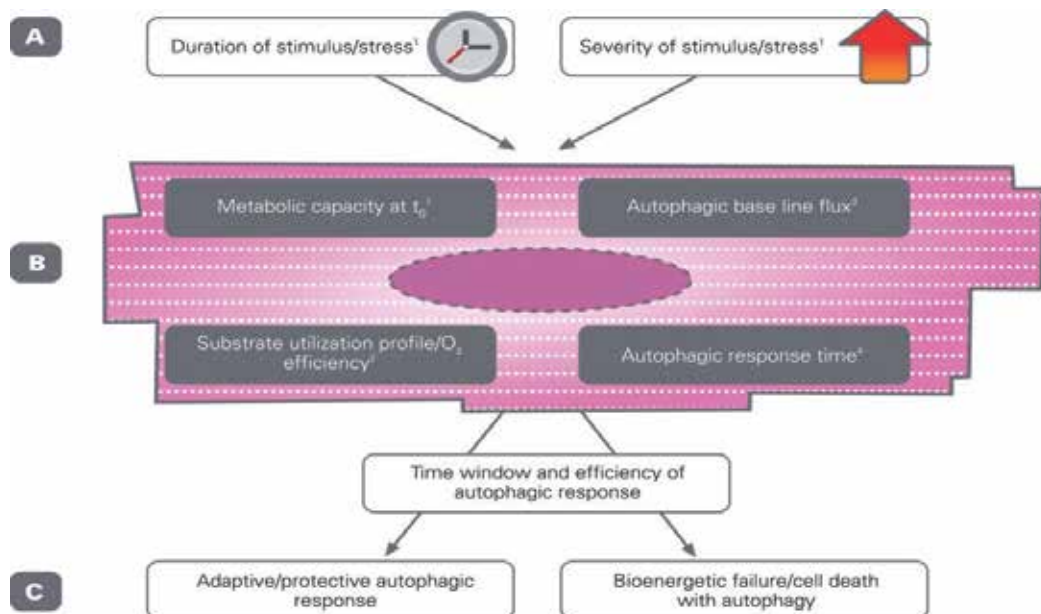 A
Duration of stimulus/stress¹
Severity of stimulus/stress¹
B
Metabolic capacity at t₀¹
Autophagic base line flux³
Substrate utilization profile/O₂
efficiency²
Autophagic response time⁴
Time window and efficiency of
autophagic response
C
Adaptive/protective autophagic
response
Bioenergetic failure/cell death
with autophagy